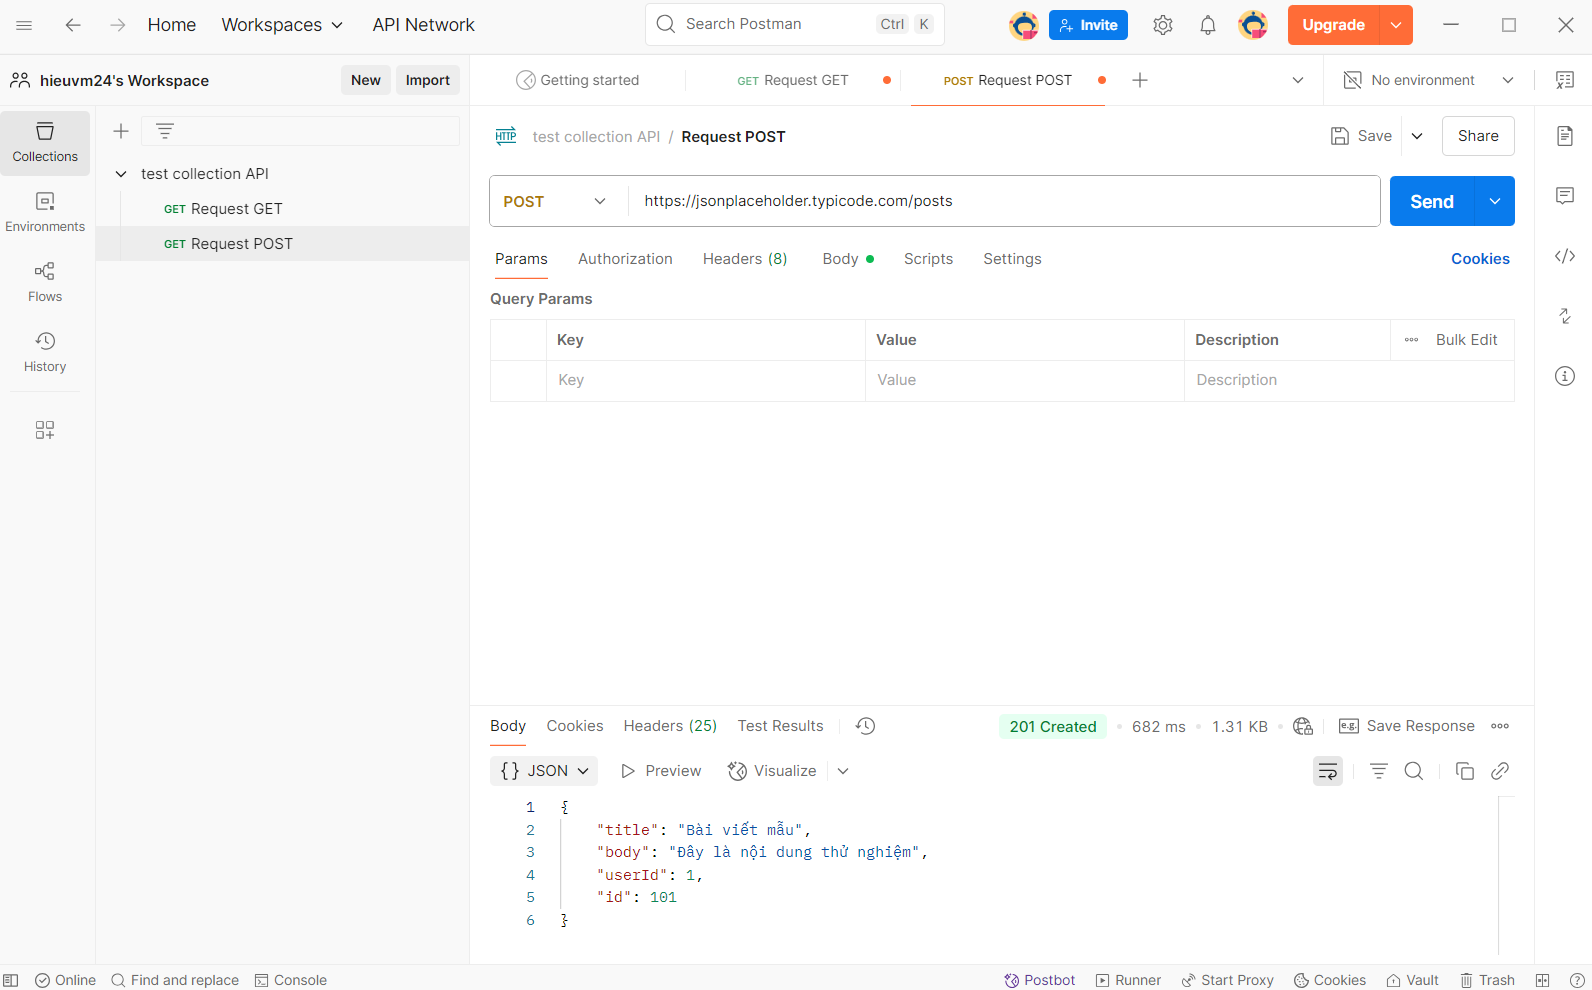 Home Workspaces API Network Search Postman Ctrl K Invite Upgrade
hieuvm24's Workspace New Import Getting started GET Request GET POST Request POST No environment
Collections
Environments
Flows
History
test collection API
GET Request GET
GET Request POST
HTTP test collection API / Request POST Save Share
POST https://jsonplaceholder.typicode.com/posts Send
Params Authorization Headers (8) Body Scripts Settings Cookies
Query Params
Key Value Description Bulk Edit
Key Value Description
Body Cookies Headers (25) Test Results 201 Created 682 ms 1.31 KB e.g. Save Response
{} JSON Preview Visualize
1 {
2 "title": "Bài viết mẫu",
3 "body": "Đây là nội dung thử nghiệm",
4 "userId": 1,
5 "id": 101
6 }
Online Find and replace Console Postbot Runner Start Proxy Cookies Vault Trash